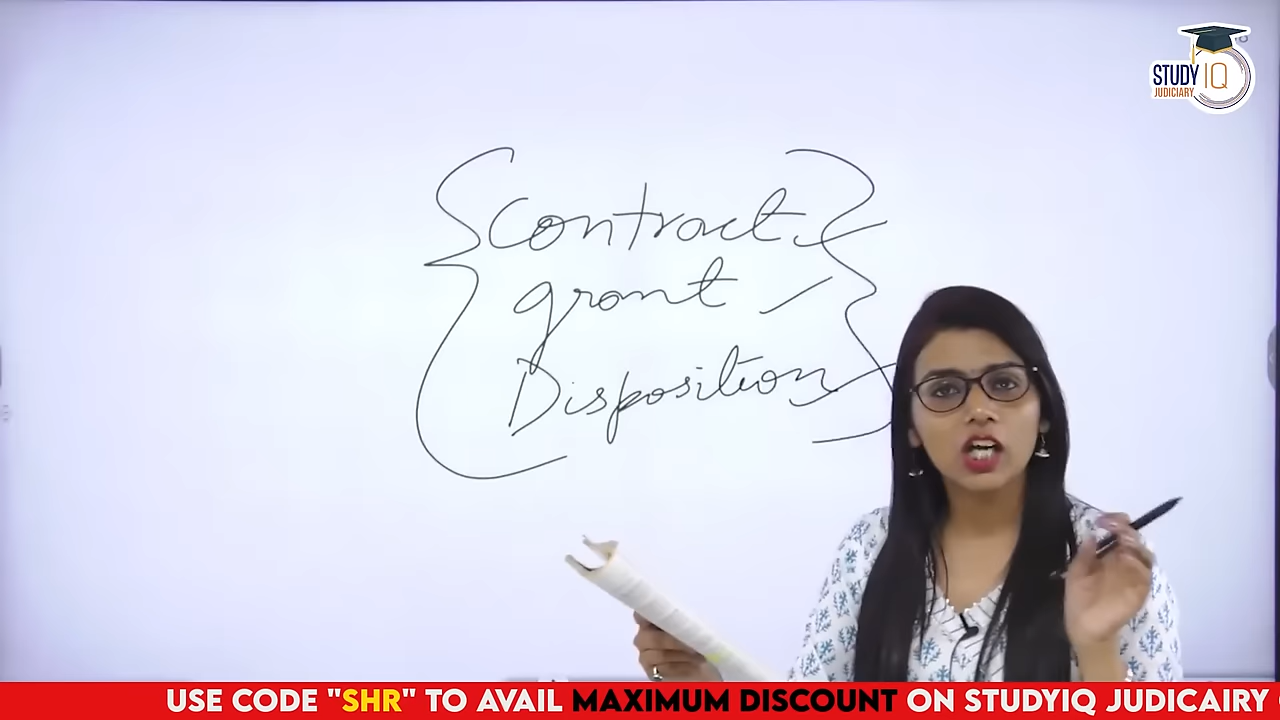 STUDY IQ
JUDICIARY
Contract
grant
Disposition
USE CODE "SHR" TO AVAIL MAXIMUM DISCOUNT ON STUDYIQ JUDICAIRY